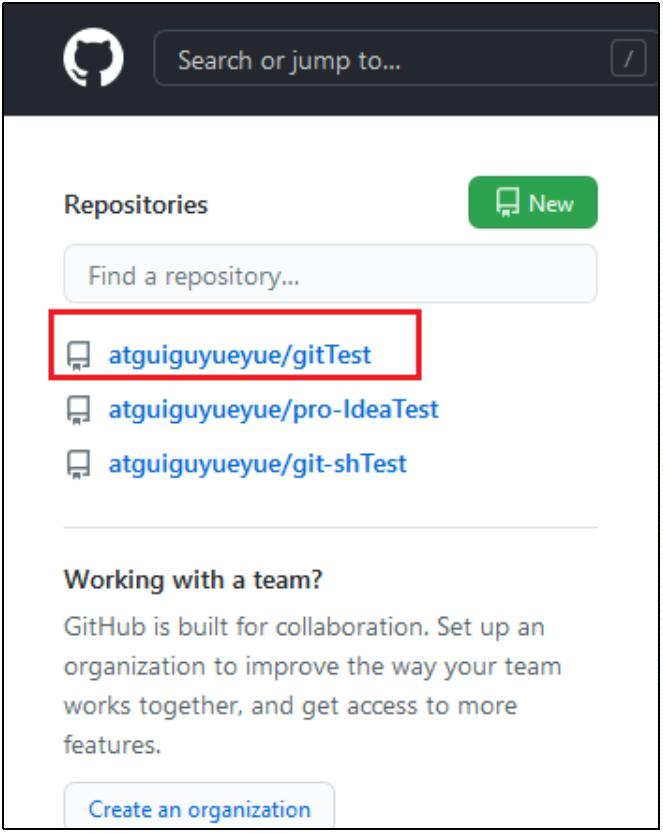 Search or jump to...
/
Repositories
New
Find a repository...
atguiguyueyue/gitTest
atguiguyueyue/pro-IdeaTest
atguiguyueyue/git-shTest
Working with a team?
GitHub is built for collaboration. Set up an
organization to improve the way your team
works together, and get access to more
features.
Create an organization